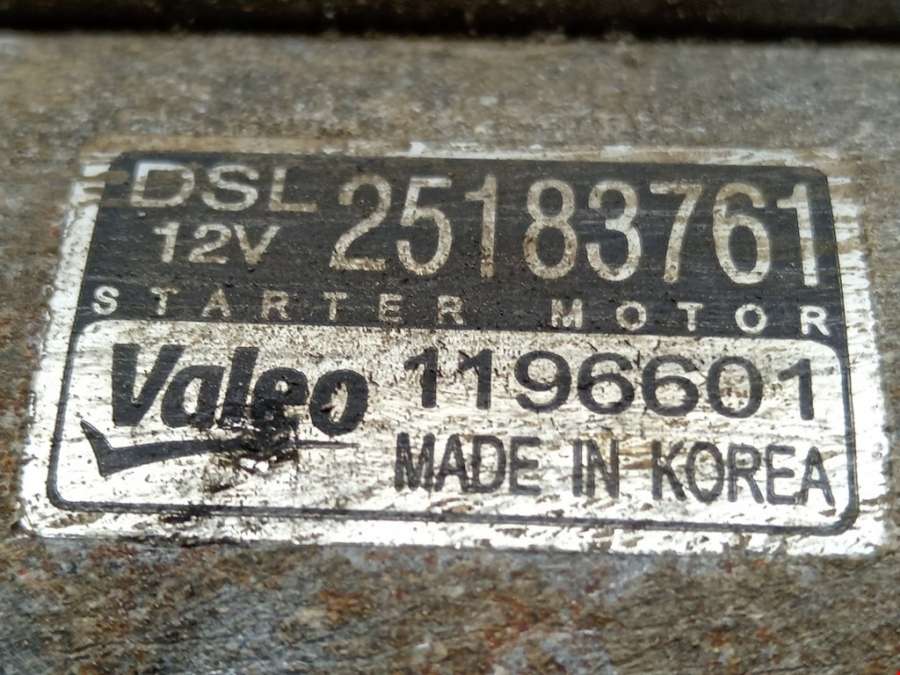 DSL 25183761
12V
STARTER MOTOR
Valeo 1196601
MADE IN KOREA